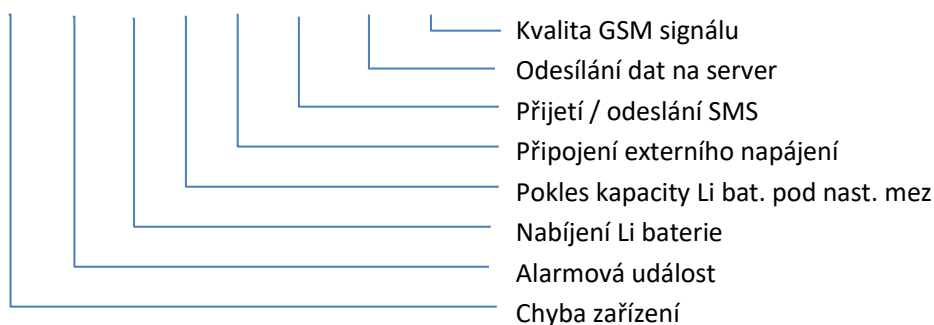 Kvalita GSM signálu
Odesílání dat na server
Přijetí / odeslání SMS
Připojení externího napájení
Pokles kapacity Li bat. pod nast. mez
Nabíjení Li baterie
Alarmová událost
Chyba zařízení